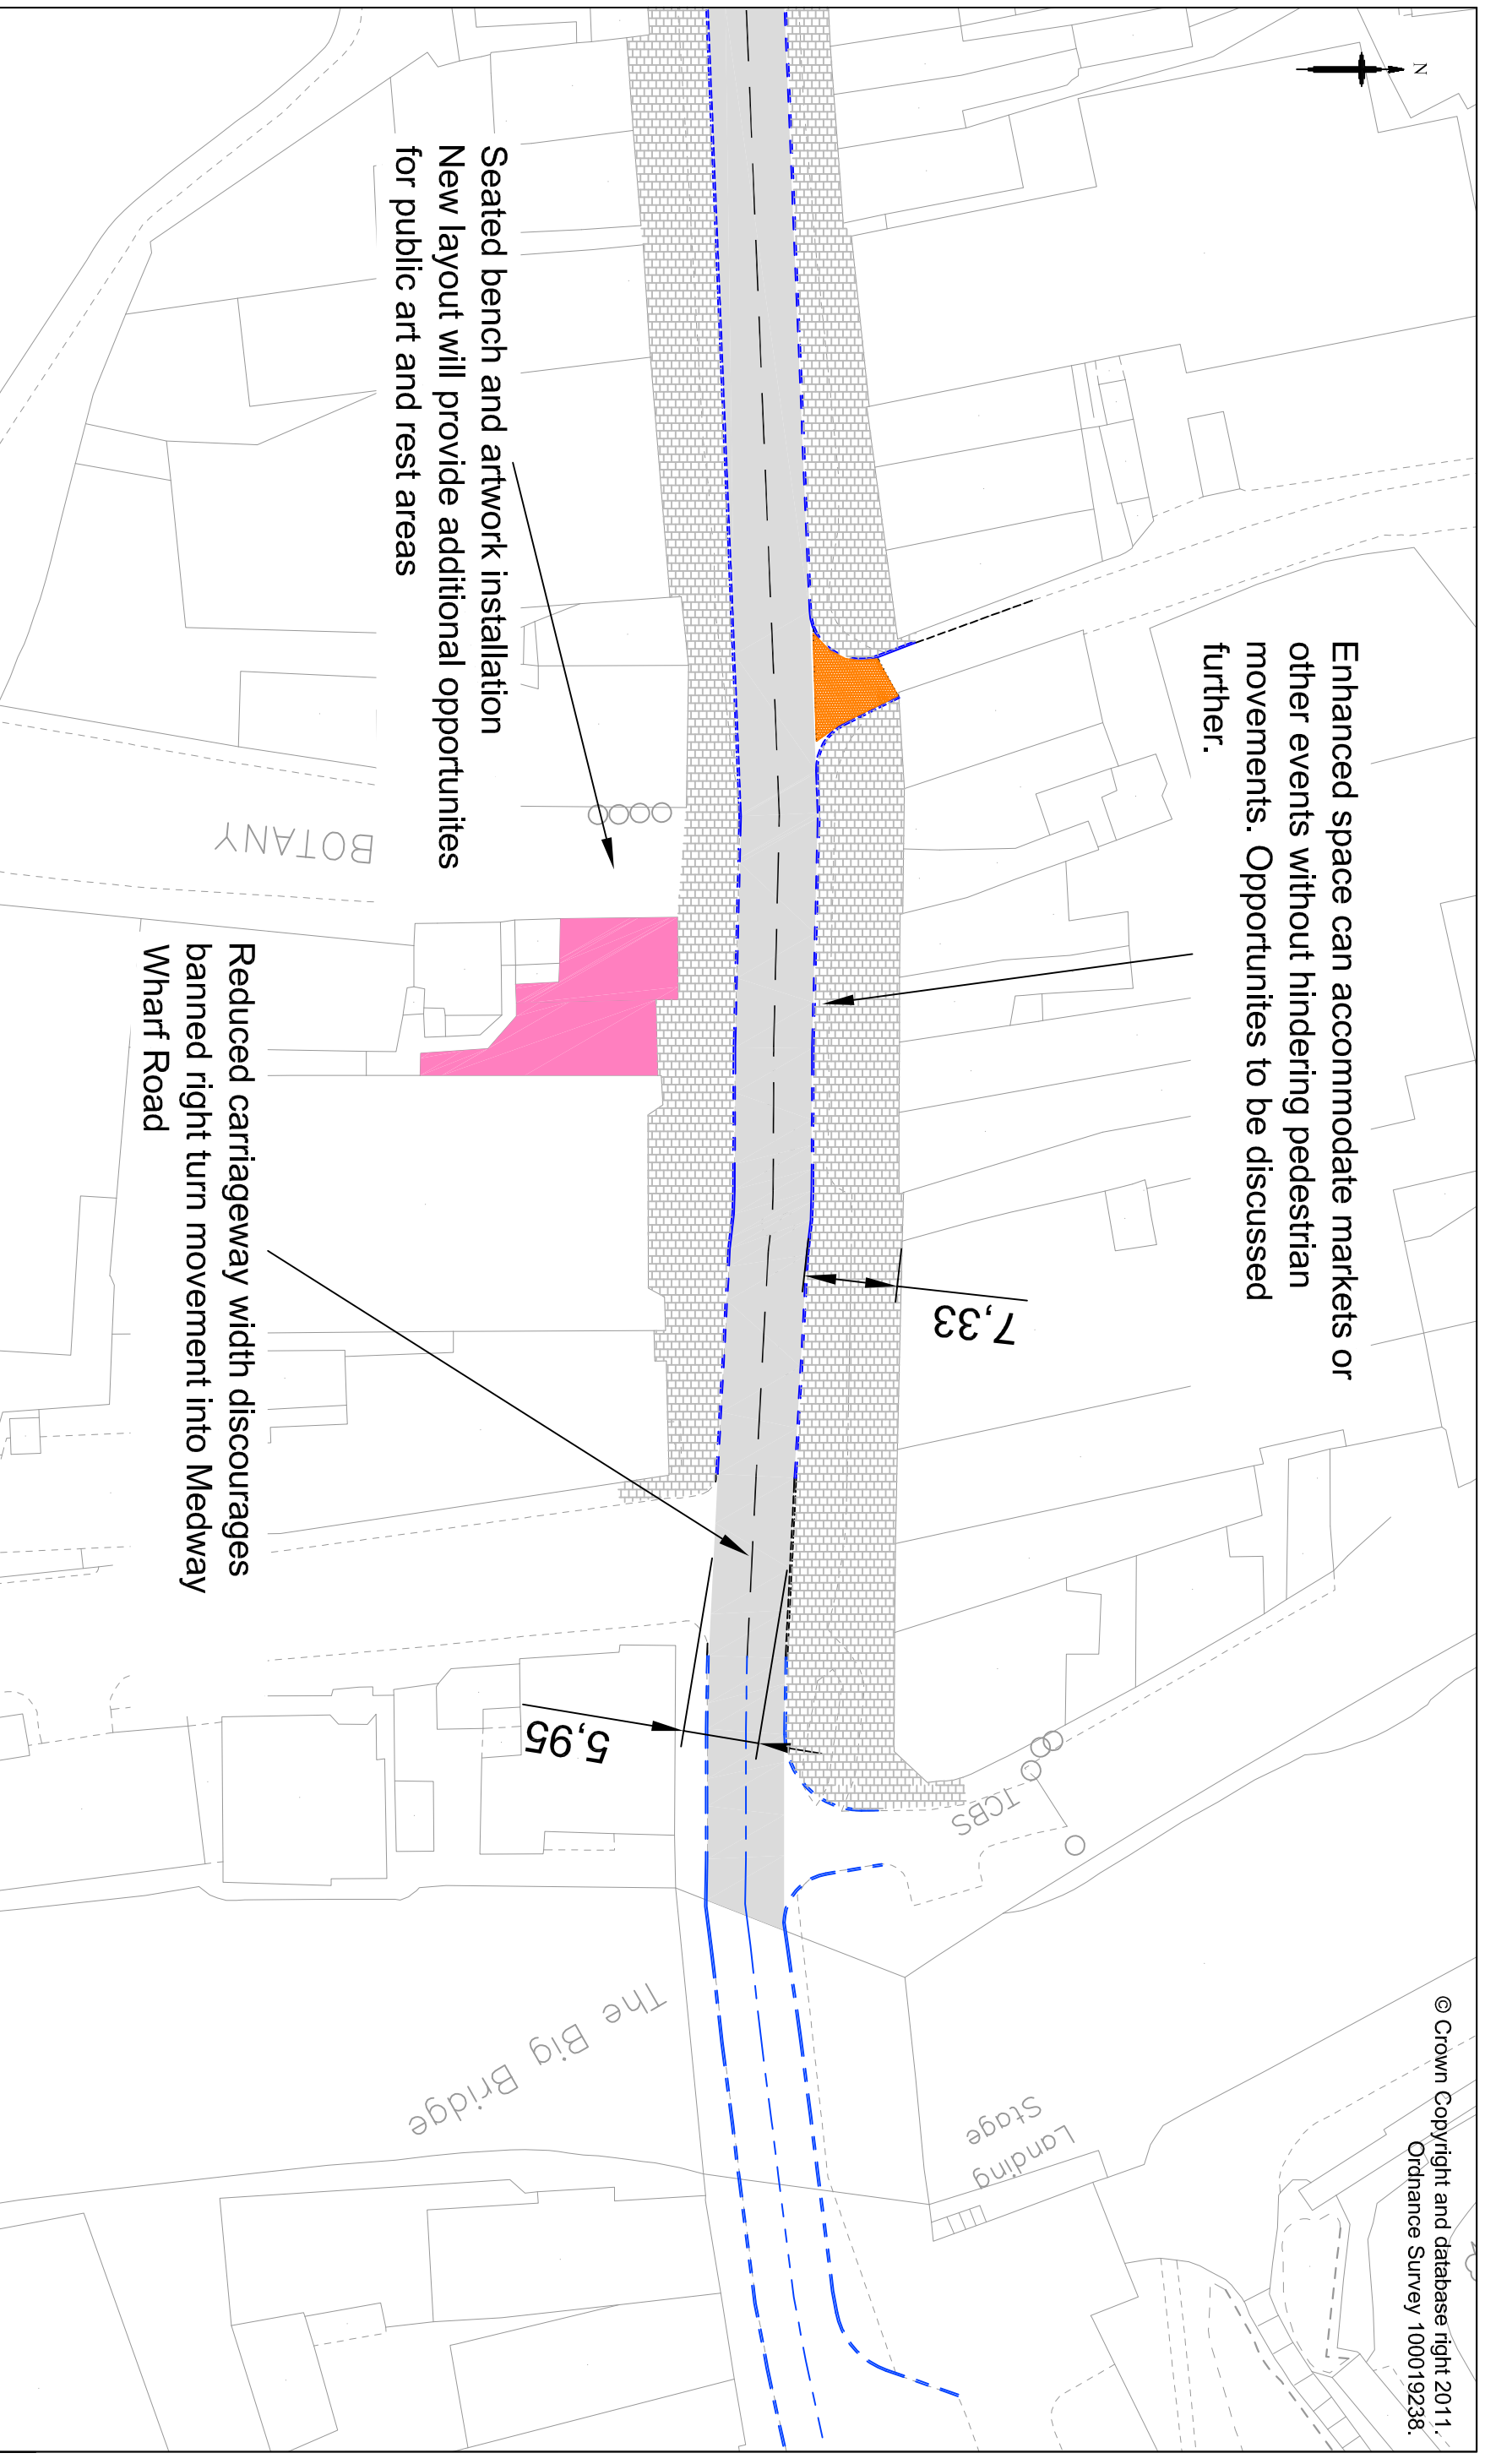 N
© Crown Copyright and database right 2011.
Ordnance Survey 100019238.
Enhanced space can accommodate markets or
other events without hindering pedestrian
movements. Opportunites to be discussed
further.
Seated bench and artwork installation
New layout will provide additional opportunites
for public art and rest areas
Reduced carriageway width discourages
banned right turn movement into Medway
Wharf Road
7,33
5,95
BOTANY
TCBS
The Big Bridge
Landing
Stage